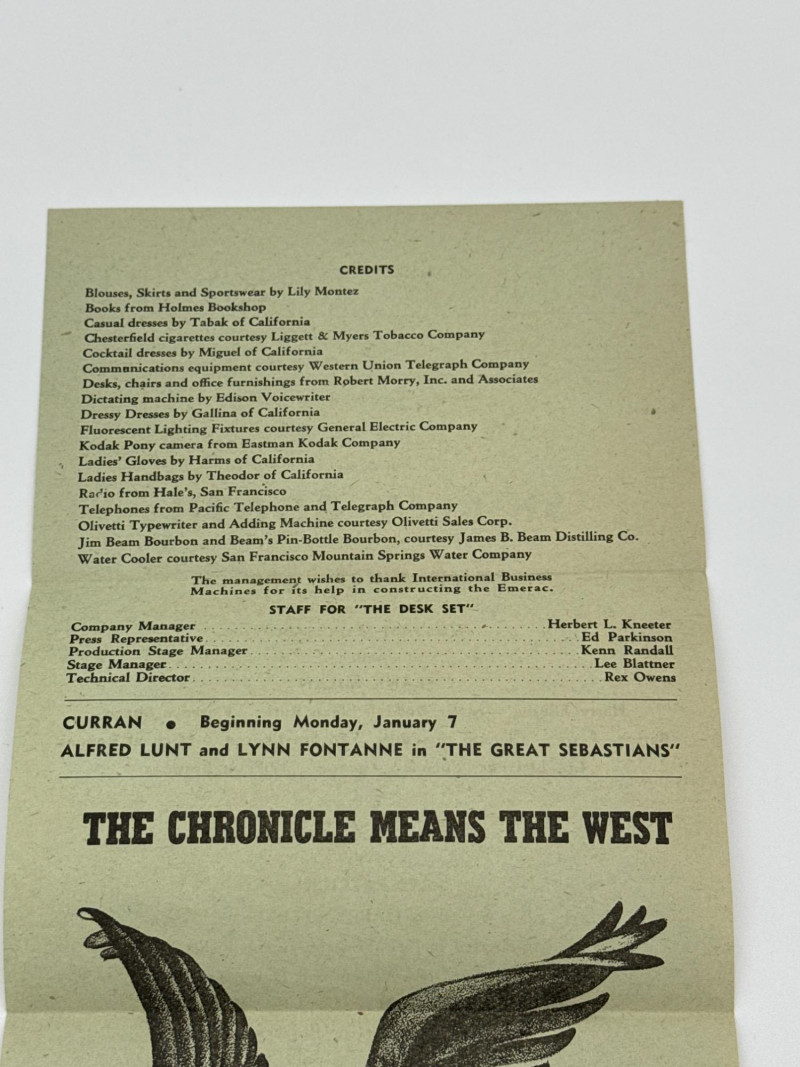 CREDITS
Blouses, Skirts and Sportswear by Lily Montez
Books from Holmes Bookshop
Casual dresses by Tabak of California
Chesterfield cigarettes courtesy Liggett & Myers Tobacco Company
Cocktail dresses by Miguel of California
Communications equipment courtesy Western Union Telegraph Company
Desks, chairs and office furnishings from Robert Morry, Inc. and Associates
Dictating machine by Edison Voicewriter
Dressy Dresses by Gallina of California
Fluorescent Lighting Fixtures courtesy General Electric Company
Kodak Pony camera from Eastman Kodak Company
Ladies' Gloves by Harms of California
Ladies Handbags by Theodor of California
Radio from Hale's, San Francisco
Telephones from Pacific Telephone and Telegraph Company
Olivetti Typewriter and Adding Machine courtesy Olivetti Sales Corp.
Jim Beam Bourbon and Beam's Pin-Bottle Bourbon, courtesy James B. Beam Distilling Co.
Water Cooler courtesy San Francisco Mountain Springs Water Company
The management wishes to thank International Business
Machines for its help in constructing the Emerac.
STAFF FOR "THE DESK SET"
Company Manager Herbert L. Kneeter
Press Representative Ed Parkinson
Production Stage Manager Kenn Randall
Stage Manager Lee Blattner
Technical Director Rex Owens
CURRAN ● Beginning Monday, January 7
ALFRED LUNT and LYNN FONTANNE in "THE GREAT SEBASTIANS"
THE CHRONICLE MEANS THE WEST